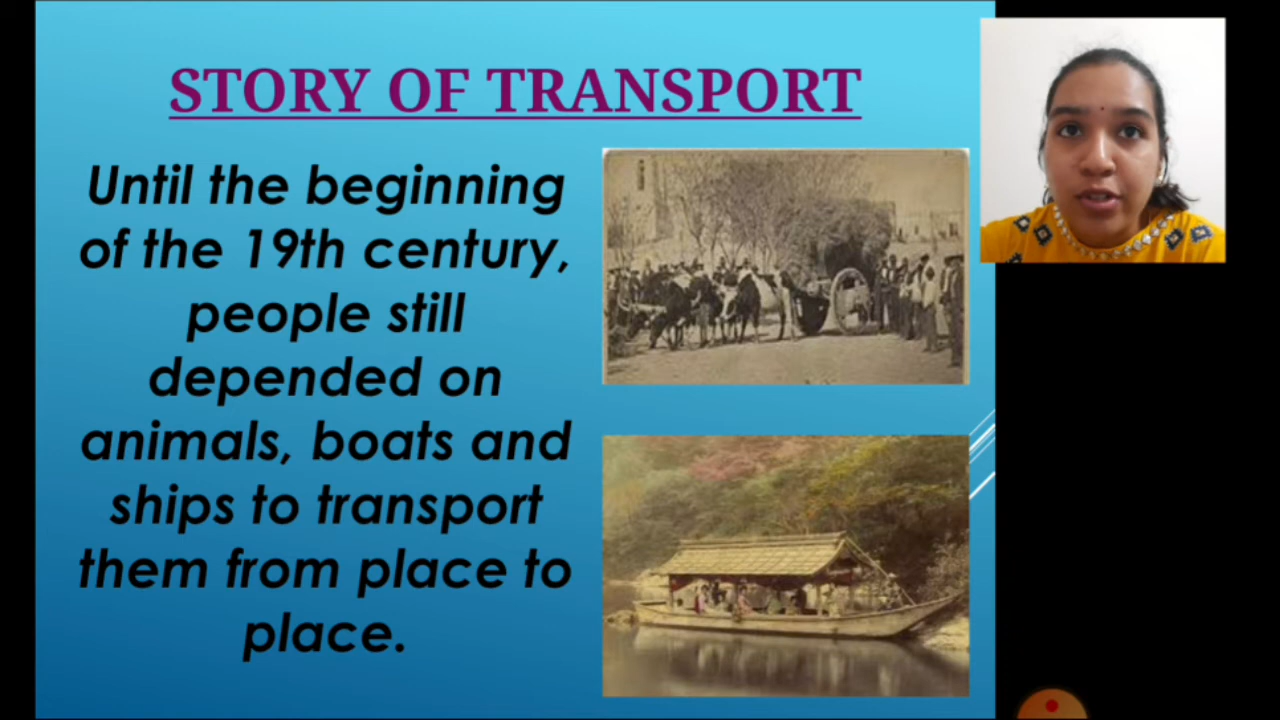 STORY OF TRANSPORT
Until the beginning
of the 19th century,
people still
depended on
animals, boats and
ships to transport
them from place to
place.